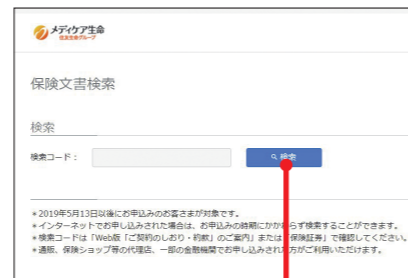 メディケア生命
住友生命グループ
保険文書検索
検索
検索コード：
検索
*2019年5月13日以後にお申込みのお客さまが対象です。
*インターネットでお申し込みされた場合は、お申込みの時期にかかわらず検索することができます。
*検索コードは「Web版「ご契約のしおり・約款」のご案内」または「保険証券」で確認してください。
*通販、保険ショップ等の代理店、一部の金融機関でお申し込みされた方がご利用いただけます。